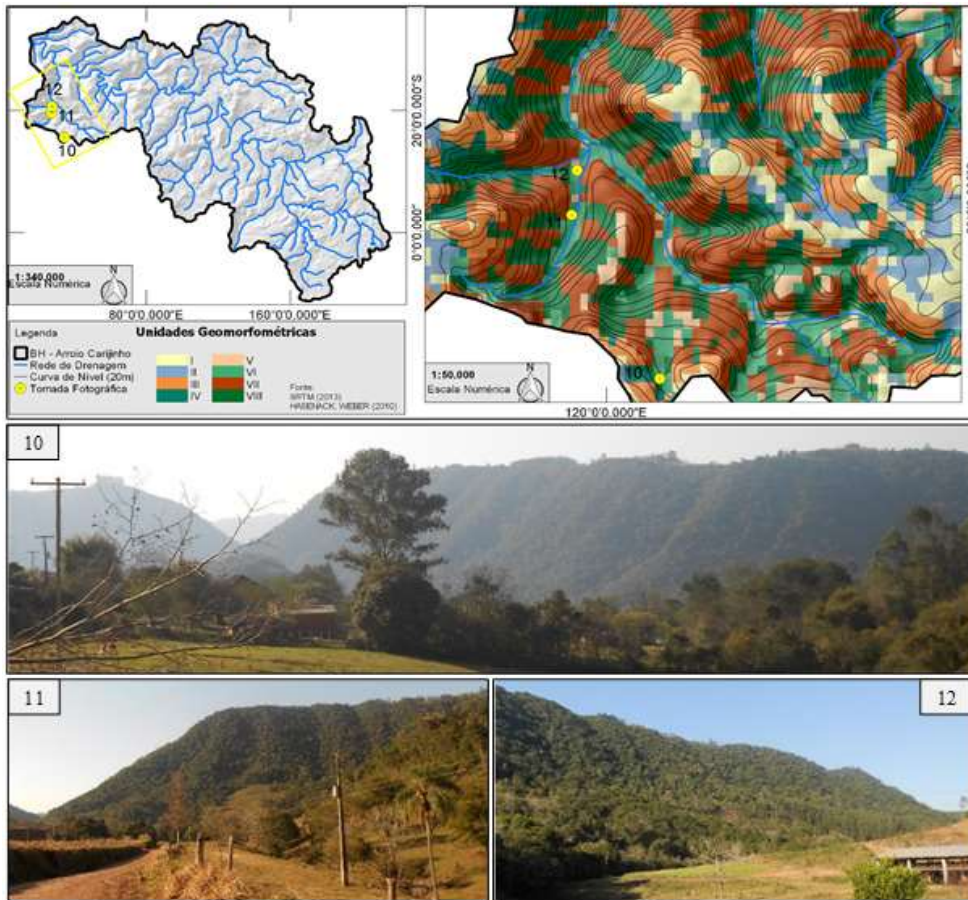 12
11
10
1:340.000
Escala Numérica
N
20°0'0.000"S
0°0'0.000"
80°0'0.000"E
160°0'0.000"E
Legenda
Unidades Geomorfométricas
BH - Arroio Carijinho
Rede de Drenagem
Curva de Nível (20m)
Tomada Fotográfica
I
II
III
IV
V
VI
VII
VIII
Fonte:
SRTM (2013)
HASENACK, WEBER (2010)
12
10
1:50.000
Escala Numérica
N
120°0'0.000"E
10
11
12